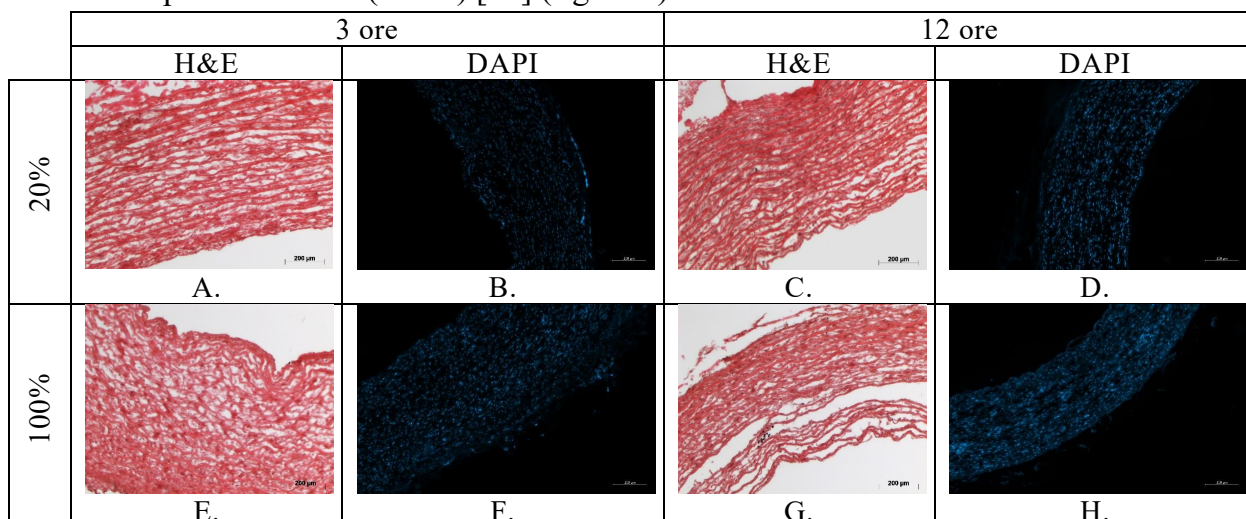 3 ore 12 ore
H&E DAPI H&E DAPI
20%
200 µm 200 µm
A. B. C. D.
100%
200 µm 200 µm
E. F. G. H.